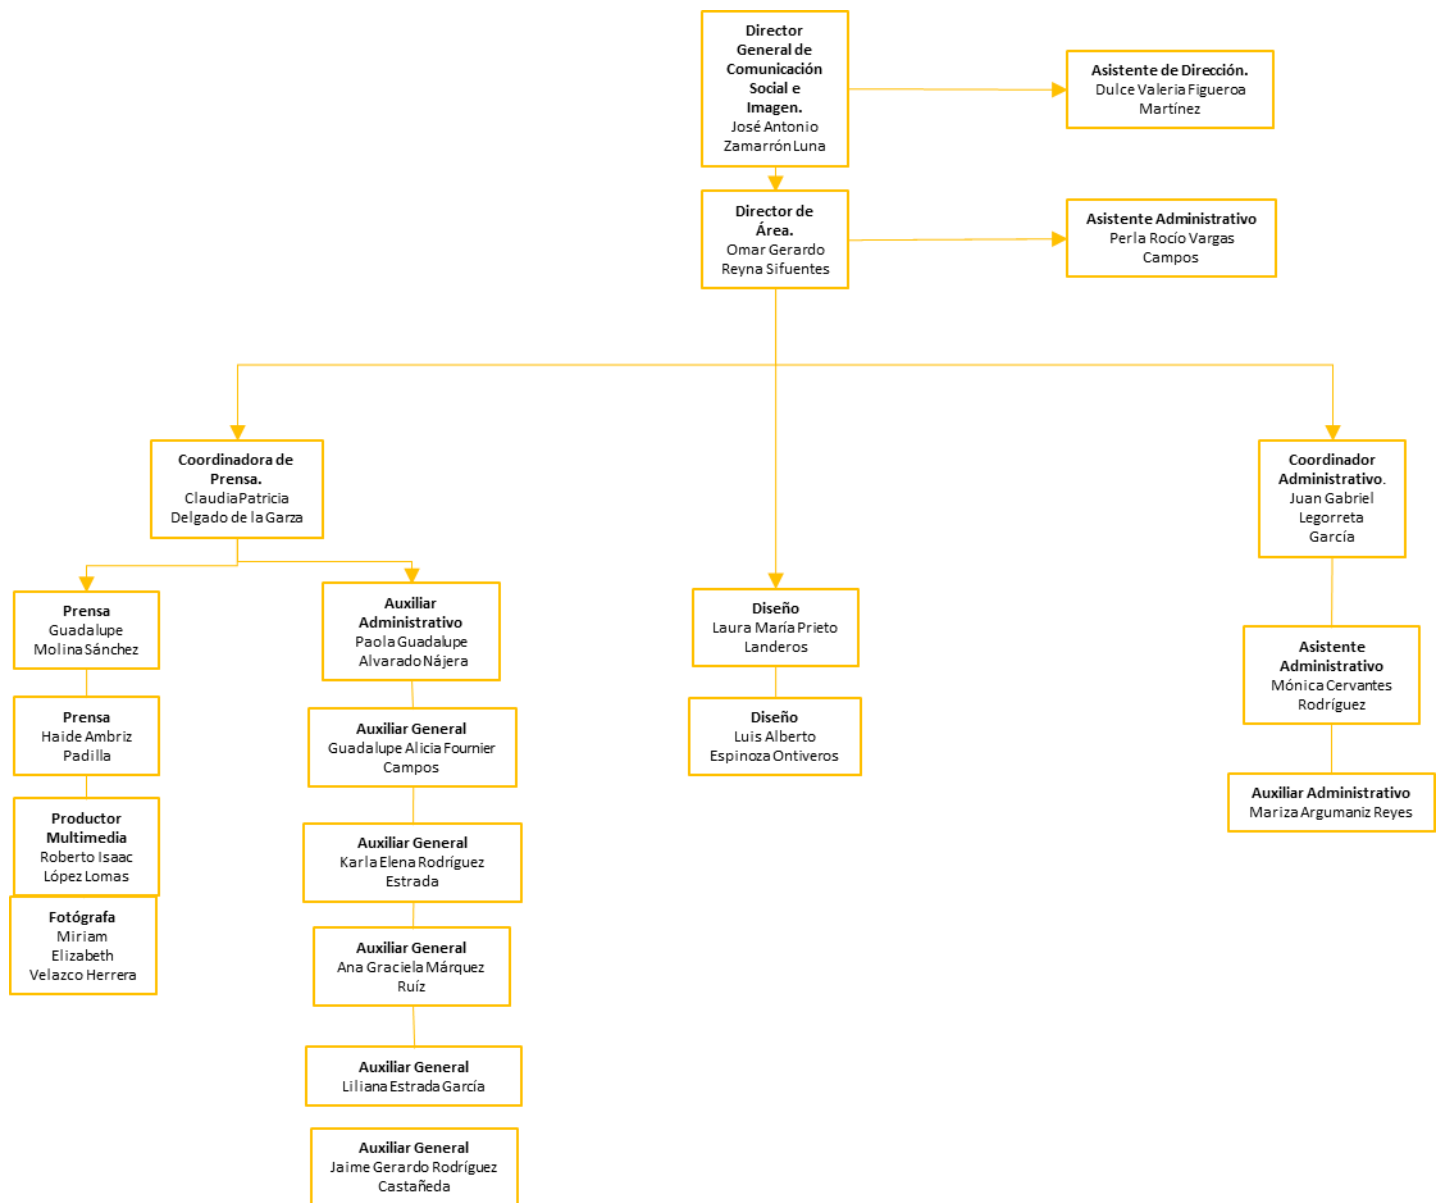 Director
General de
Comunicación
Social e
Imagen.
José Antonio
Zamarrón Luna
Asistente de Dirección.
Dulce Valeria Figueroa
Martínez
Director de
Área.
Omar Gerardo
Reyna Sifuentes
Asistente Administrativo
Perla Rocío Vargas
Campos
Coordinadora de
Prensa.
Claudia Patricia
Delgado de la Garza
Coordinador
Administrativo.
Juan Gabriel
Legorreta
García
Prensa
Guadalupe
Molina Sánchez
Prensa
Haide Ambriz
Padilla
Productor
Multimedia
Roberto Isaac
López Lomas
Fotógrafa
Miriam
Elizabeth
Velazco Herrera
Auxiliar
Administrativo
Paola Guadalupe
Alvarado Nájera
Auxiliar General
Guadalupe Alicia Fournier
Campos
Auxiliar General
Karla Elena Rodríguez
Estrada
Auxiliar General
Ana Graciela Márquez
Ruíz
Auxiliar General
Liliana Estrada García
Auxiliar General
Jaime Gerardo Rodríguez
Castañeda
Diseño
Laura María Prieto
Landeros
Diseño
Luis Alberto
Espinoza Ontiveros
Asistente
Administrativo
Mónica Cervantes
Rodríguez
Auxiliar Administrativo
Mariza Argumaniz Reyes